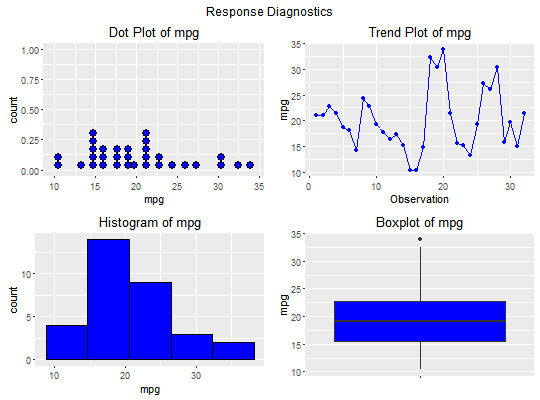 Response Diagnostics
Dot Plot of mpg
1.00
0.75
0.50
0.25
0.00
count
10 15 20 25 30 35
mpg
Trend Plot of mpg
35
30
25
20
15
10
mpg
0 10 20 30
Observation
Histogram of mpg
10
5
0
count
10 20 30
mpg
Boxplot of mpg
35
30
25
20
15
10
mpg